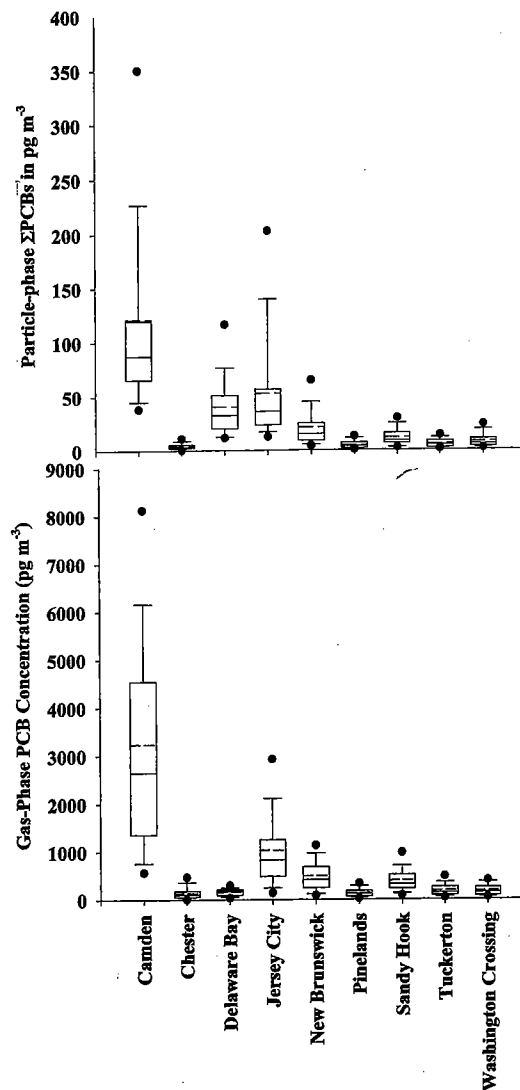 400
350
300
250
200
150
100
50
0
Particle-phase ΣPCBs in pg m-3
9000
8000
7000
6000
5000
4000
3000
2000
1000
0
Gas-Phase PCB Concentration (pg m-3)
Camden
Chester
Delaware Bay
Jersey City
New Brunswick
Pinelands
Sandy Hook
Tuckerton
Washington Crossing